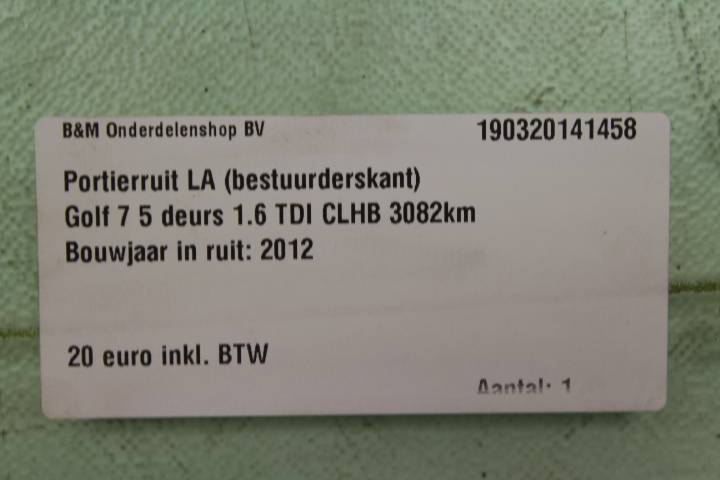 B&M Onderdelenshop BV 190320141458
Portierruit LA (bestuurderskant)
Golf 7 5 deurs 1.6 TDI CLHB 3082km
Bouwjaar in ruit: 2012
20 euro inkl. BTW
Aantal: 1